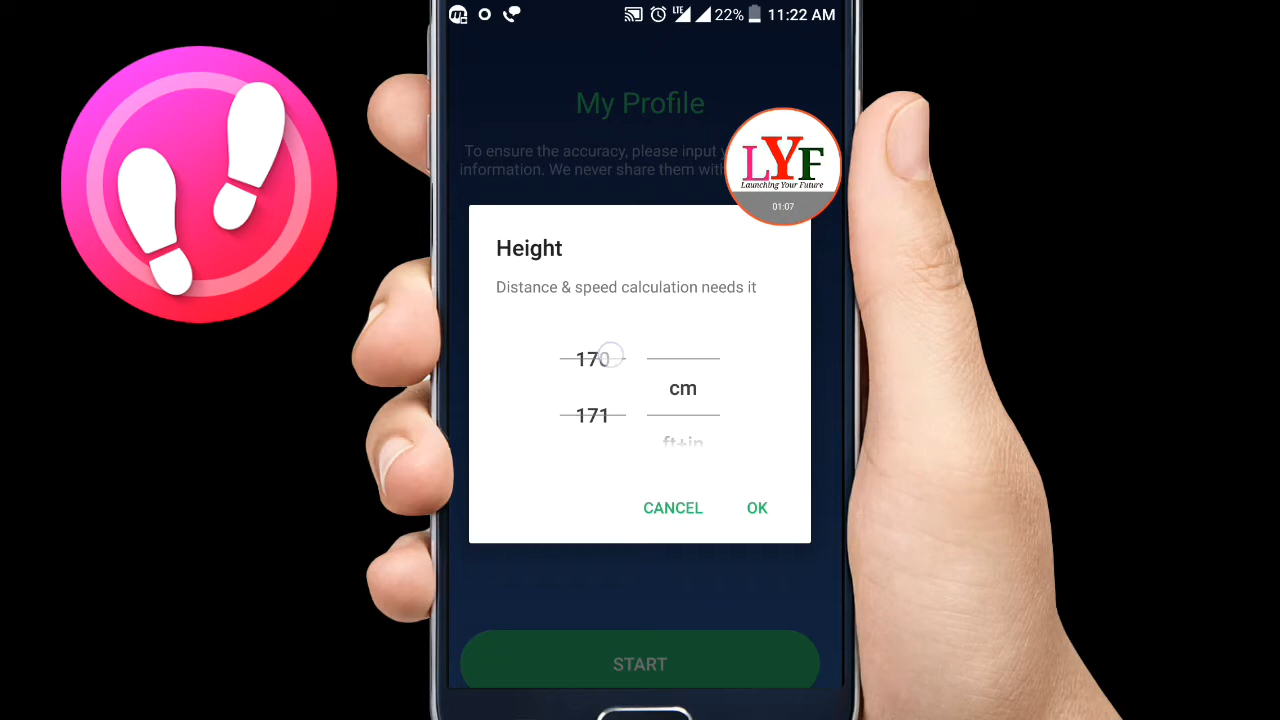 LTE 22% 11:22 AM
My Profile
To ensure the accuracy, please input
information. We never share them with
LYF
Launching Your Future
01:07
Height
Distance & speed calculation needs it
170
cm
171
ft+in
CANCEL OK
START